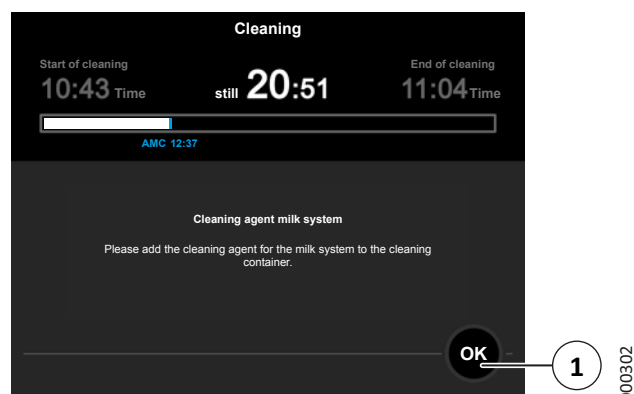 Cleaning
Start of cleaning
10:43 Time
still 20:51
End of cleaning
11:04 Time
AMC 12:37
Cleaning agent milk system
Please add the cleaning agent for the milk system to the cleaning
container.
OK
1